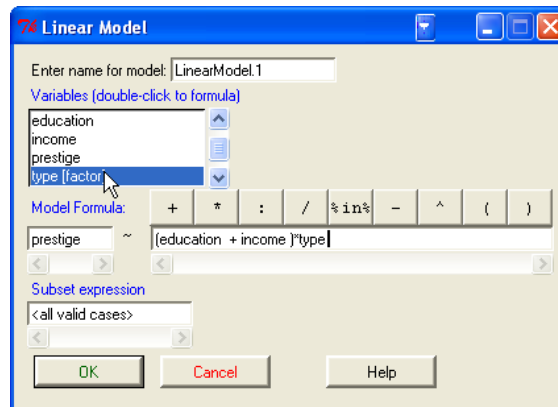 Linear Model
Enter name for model: LinearModel.1
Variables (double-click to formula)
education
income
prestige
type [factor]
Model Formula: + * : / %in% - ^ ( )
prestige ~ (education + income )*type
Subset expression
<all valid cases>
OK Cancel Help